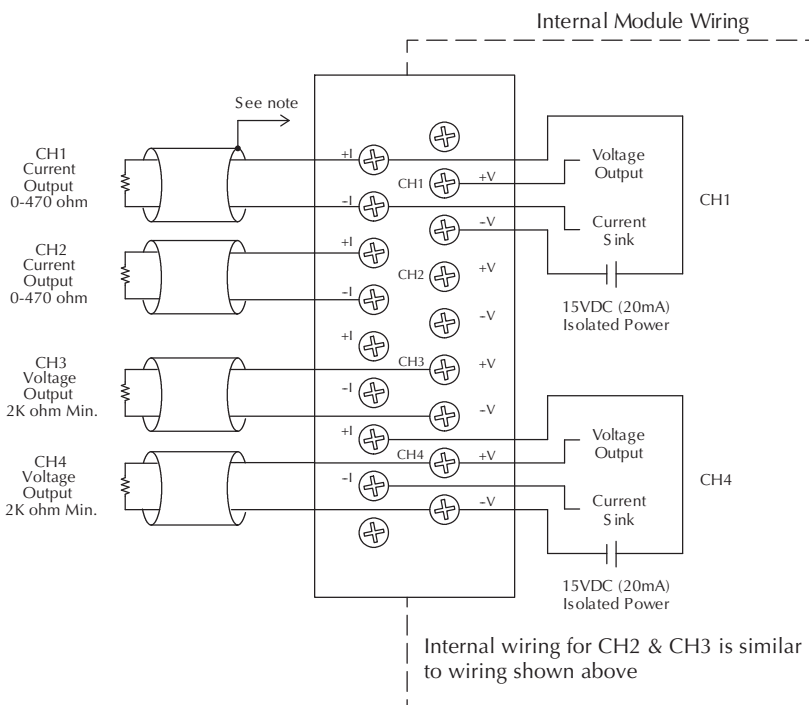 Internal Module Wiring
See note
CH1
Current
Output
0-470 ohm
CH2
Current
Output
0-470 ohm
CH3
Voltage
Output
2K ohm Min.
CH4
Voltage
Output
2K ohm Min.
+I
-I
+I
-I
+I
-I
+I
-I
CH1
+V
-V
CH2
+V
-V
CH3
+V
-V
CH4
+V
-V
Voltage
Output
Current
Sink
CH1
15VDC (20mA)
Isolated Power
Voltage
Output
Current
Sink
CH4
15VDC (20mA)
Isolated Power
Internal wiring for CH2 & CH3 is similar
to wiring shown above